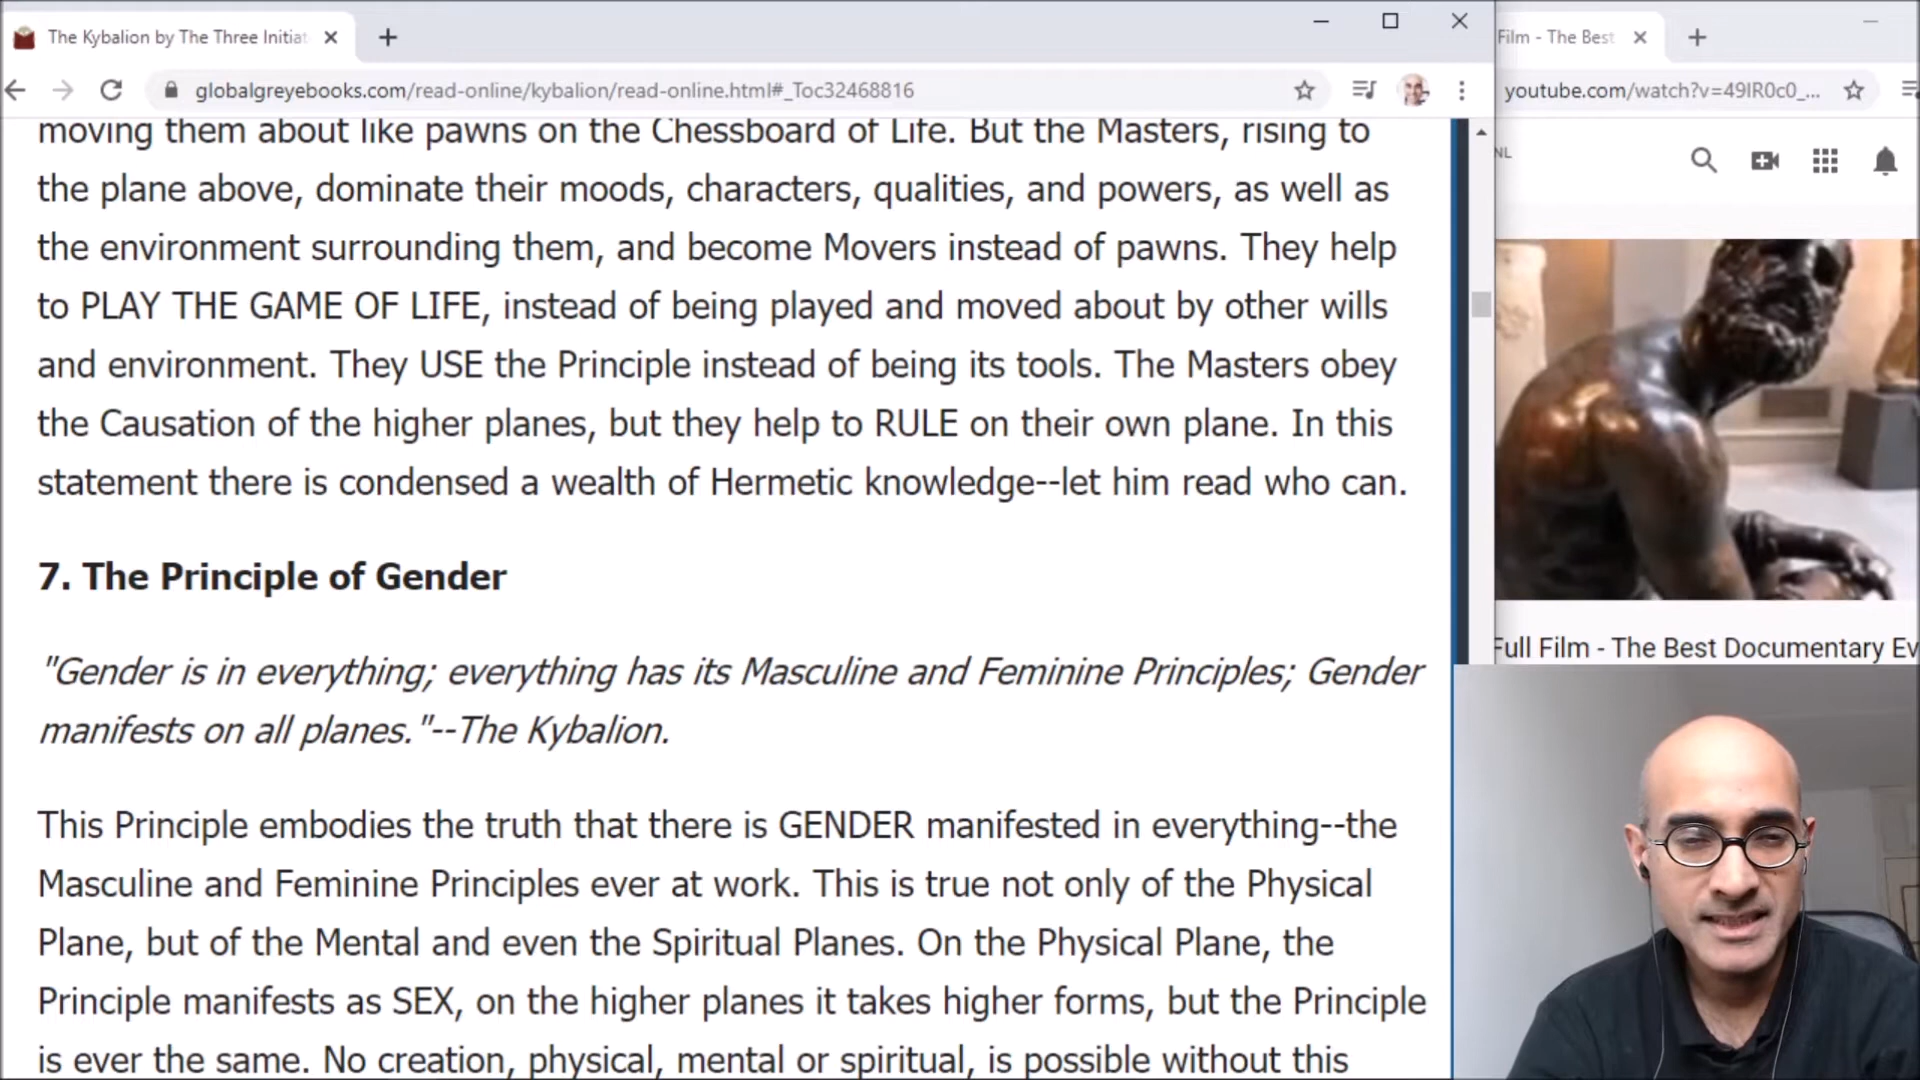 The Kybalion by The Three Initiat
globalgreyebooks.com/read-online/kybalion/read-online.html#_Toc32468816
moving them about like pawns on the Chessboard of Life. But the Masters, rising to
the plane above, dominate their moods, characters, qualities, and powers, as well as
the environment surrounding them, and become Movers instead of pawns. They help
to PLAY THE GAME OF LIFE, instead of being played and moved about by other wills
and environment. They USE the Principle instead of being its tools. The Masters obey
the Causation of the higher planes, but they help to RULE on their own plane. In this
statement there is condensed a wealth of Hermetic knowledge--let him read who can.
7. The Principle of Gender
"Gender is in everything; everything has its Masculine and Feminine Principles; Gender
manifests on all planes."--The Kybalion.
This Principle embodies the truth that there is GENDER manifested in everything--the
Masculine and Feminine Principles ever at work. This is true not only of the Physical
Plane, but of the Mental and even the Spiritual Planes. On the Physical Plane, the
Principle manifests as SEX, on the higher planes it takes higher forms, but the Principle
is ever the same. No creation, physical, mental or spiritual, is possible without this
Film - The Best
youtube.com/watch?v=49IR0c0_...
NL
Full Film - The Best Documentary Ev